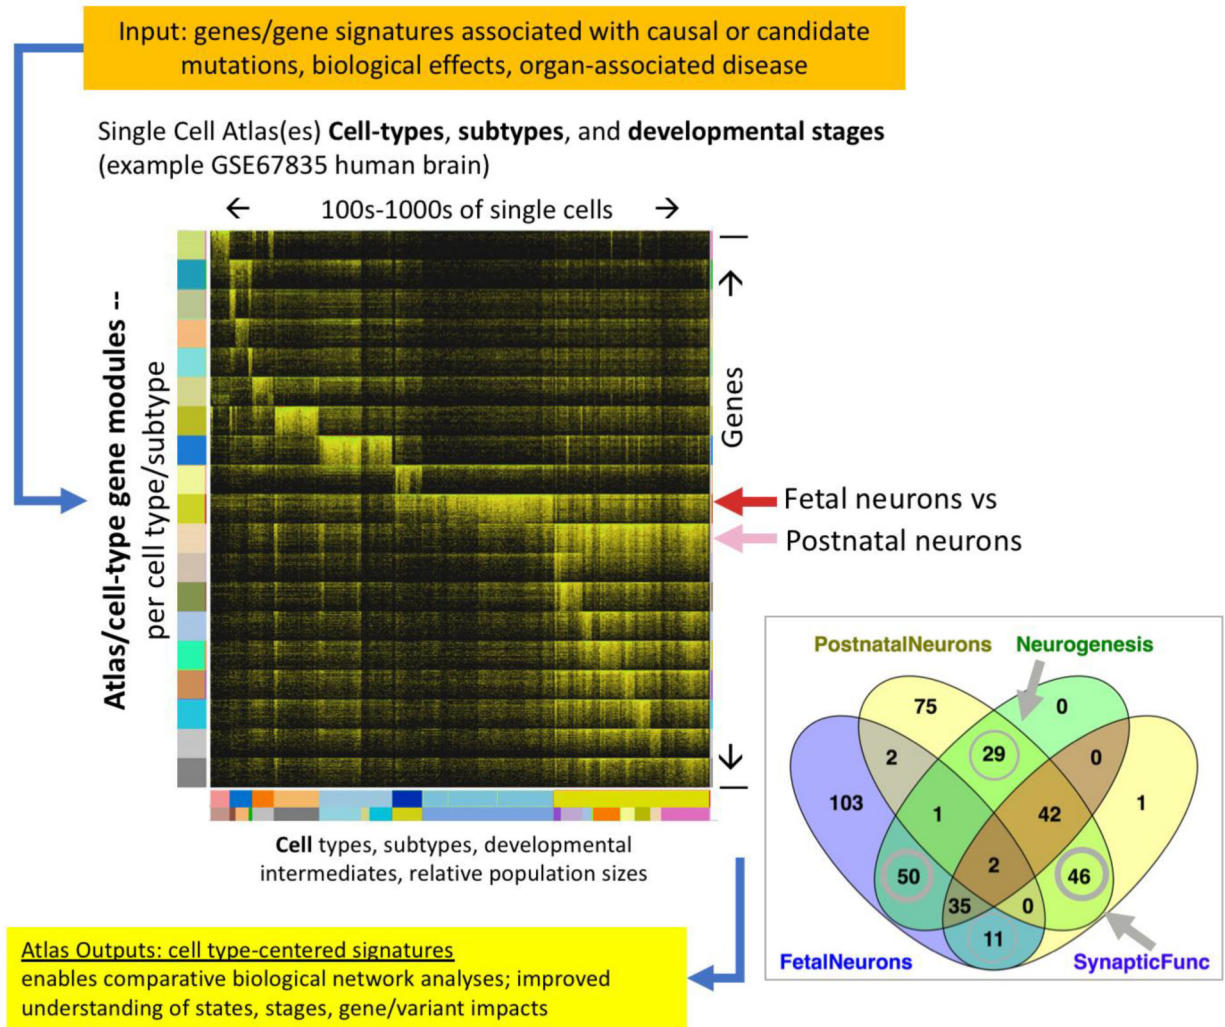 Input: genes/gene signatures associated with causal or candidate
mutations, biological effects, organ-associated disease
Single Cell Atlas(es) Cell-types, subtypes, and developmental stages
(example GSE67835 human brain)
← 100s-1000s of single cells →
Atlas/cell-type gene modules --
per cell type/subtype
Genes
Fetal neurons vs
Postnatal neurons
PostnatalNeurons Neurogenesis
75 0
2 29 0
103 1 42 1
50 2 46
35 0
11
FetalNeurons SynapticFunc
Cell types, subtypes, developmental
intermediates, relative population sizes
Atlas Outputs: cell type-centered signatures
enables comparative biological network analyses; improved
understanding of states, stages, gene/variant impacts